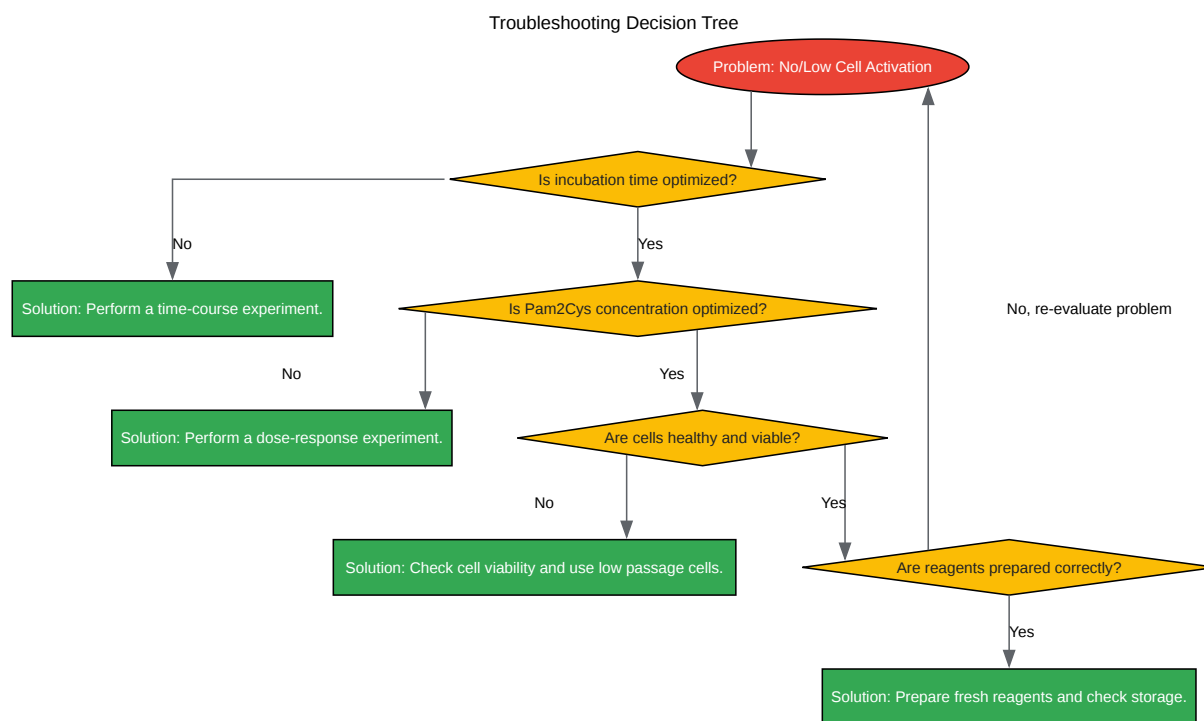 Troubleshooting Decision Tree
Problem: No/Low Cell Activation
Is incubation time optimized?
No
Yes
Solution: Perform a time-course experiment.
Is Pam2Cys concentration optimized?
No, re-evaluate problem
No
Yes
Solution: Perform a dose-response experiment.
Are cells healthy and viable?
No
Yes
Solution: Check cell viability and use low passage cells.
Are reagents prepared correctly?
Yes
Solution: Prepare fresh reagents and check storage.